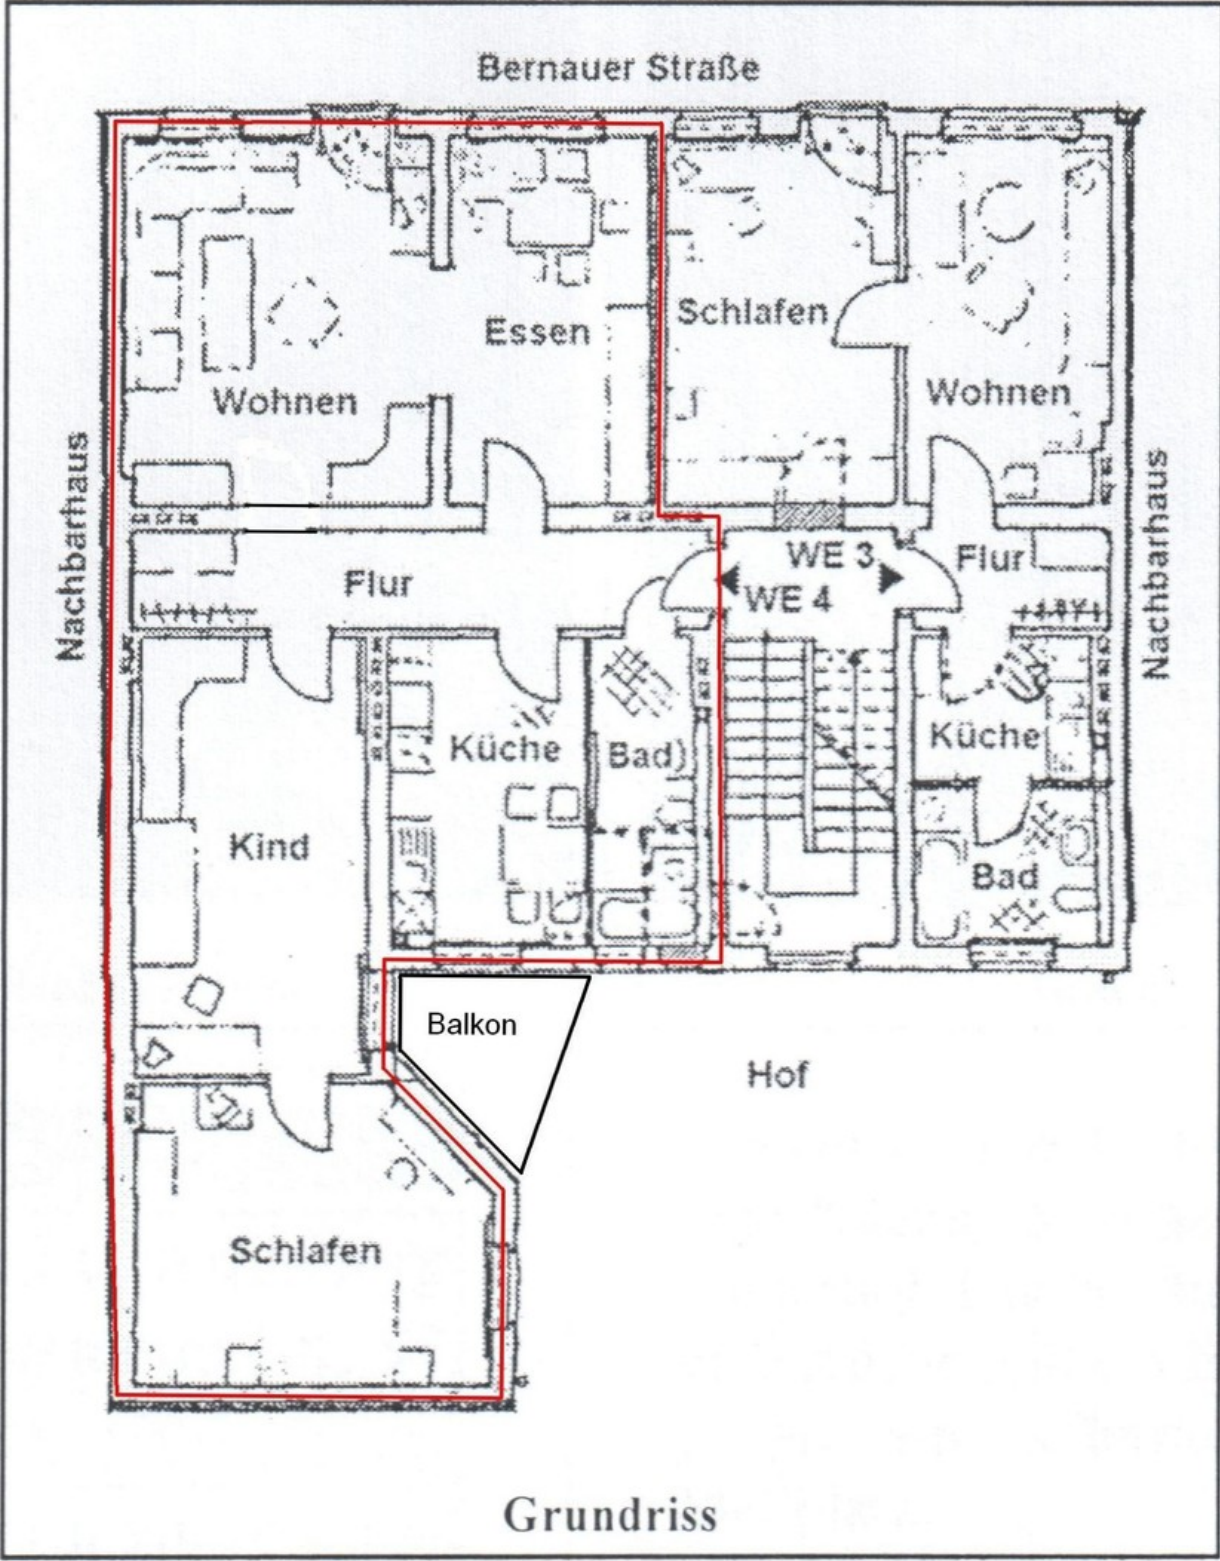 Bernauer Straße
Schlafen
Essen
Wohnen
Wohnen
Nachbarhaus
Nachbarhaus
WE 3
Flur
Flur
WE 4
Küche
Bad)
Küche
Kind
Bad
Balkon
Hof
Schlafen
Grundriss